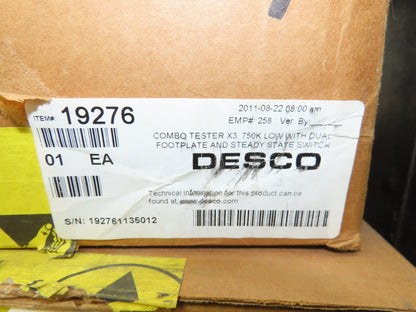 ITEM#: 19276
2011-08-22 08:00 am
EMP#: 258 Ver. By:
COMBO TESTER X3, 750K LOW WITH DUAL
FOOTPLATE AND STEADY STATE SWITCH
01 EA
DESCO
Technical information for this product can be
found at www.desco.com
S/N: 192761135012